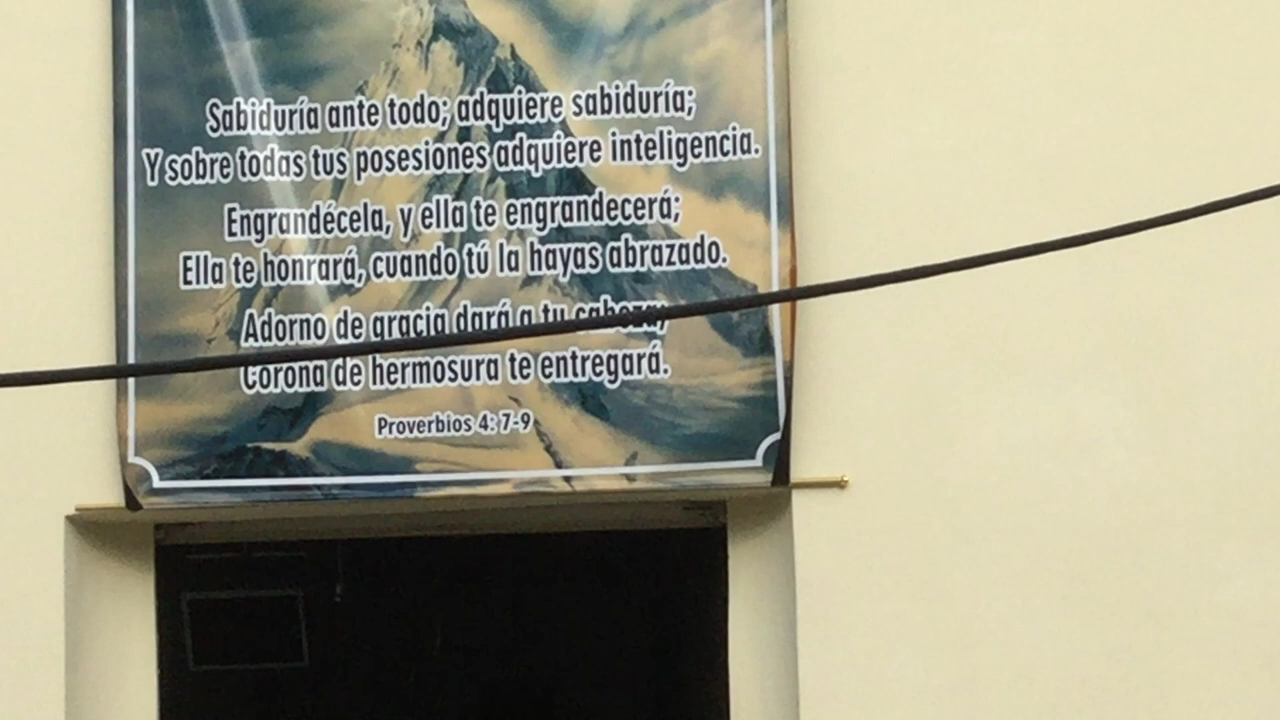 Sabiduría ante todo; adquiere sabiduría;
Y sobre todas tus posesiones adquiere inteligencia.
Engrandécela, y ella te engrandecerá;
Ella te honrará, cuando tú la hayas abrazado.
Adorno de gracia dará a tu cabeza;
Corona de hermosura te entregará.
Proverbios 4: 7-9